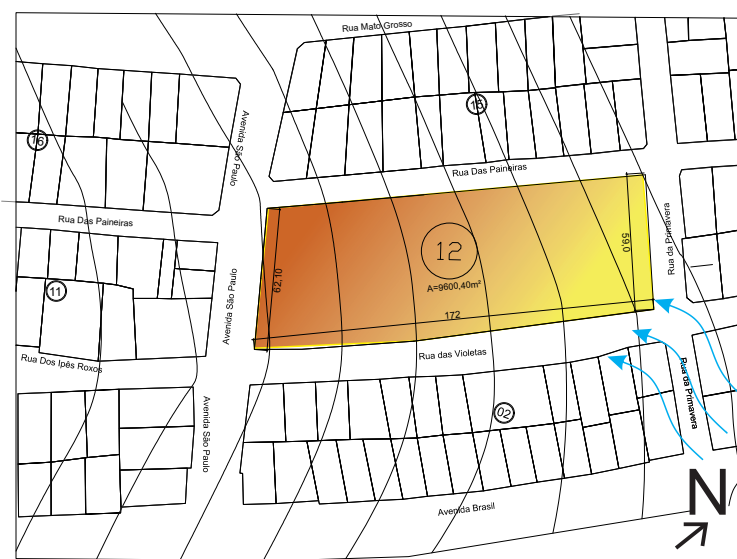 Rua Mato Grosso
15
16
Avenida São Paulo
Rua Das Paineiras
Rua Das Paineiras
12
A=9600,40m²
59,0
Rua da Primavera
62,10
172
11
Avenida São Paulo
Rua das Violetas
Rua Dos Ipês Roxos
Rua da Primavera
Avenida São Paulo
02
Avenida Brasil
N